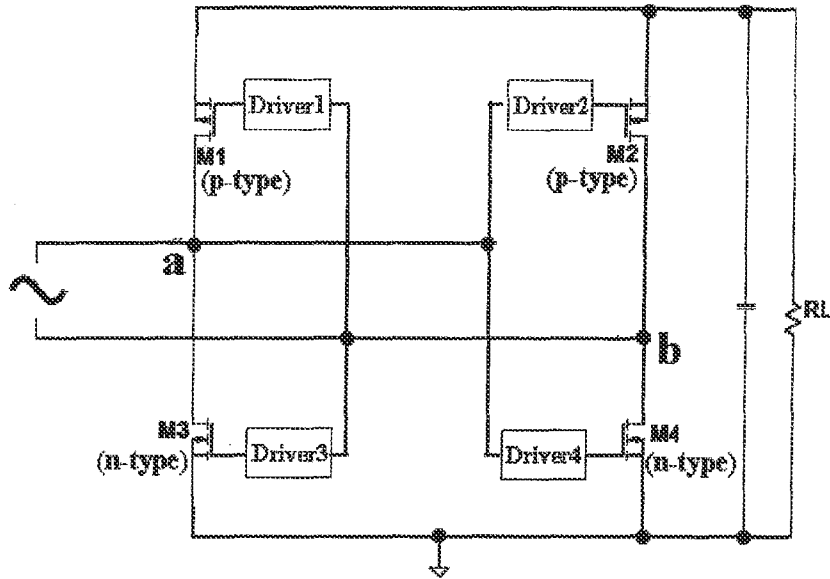 Driver1
Driver2
M1
(p-type)
M2
(p-type)
a
b
RL
M3
(n-type)
Driver3
Driver4
M4
(n-type)